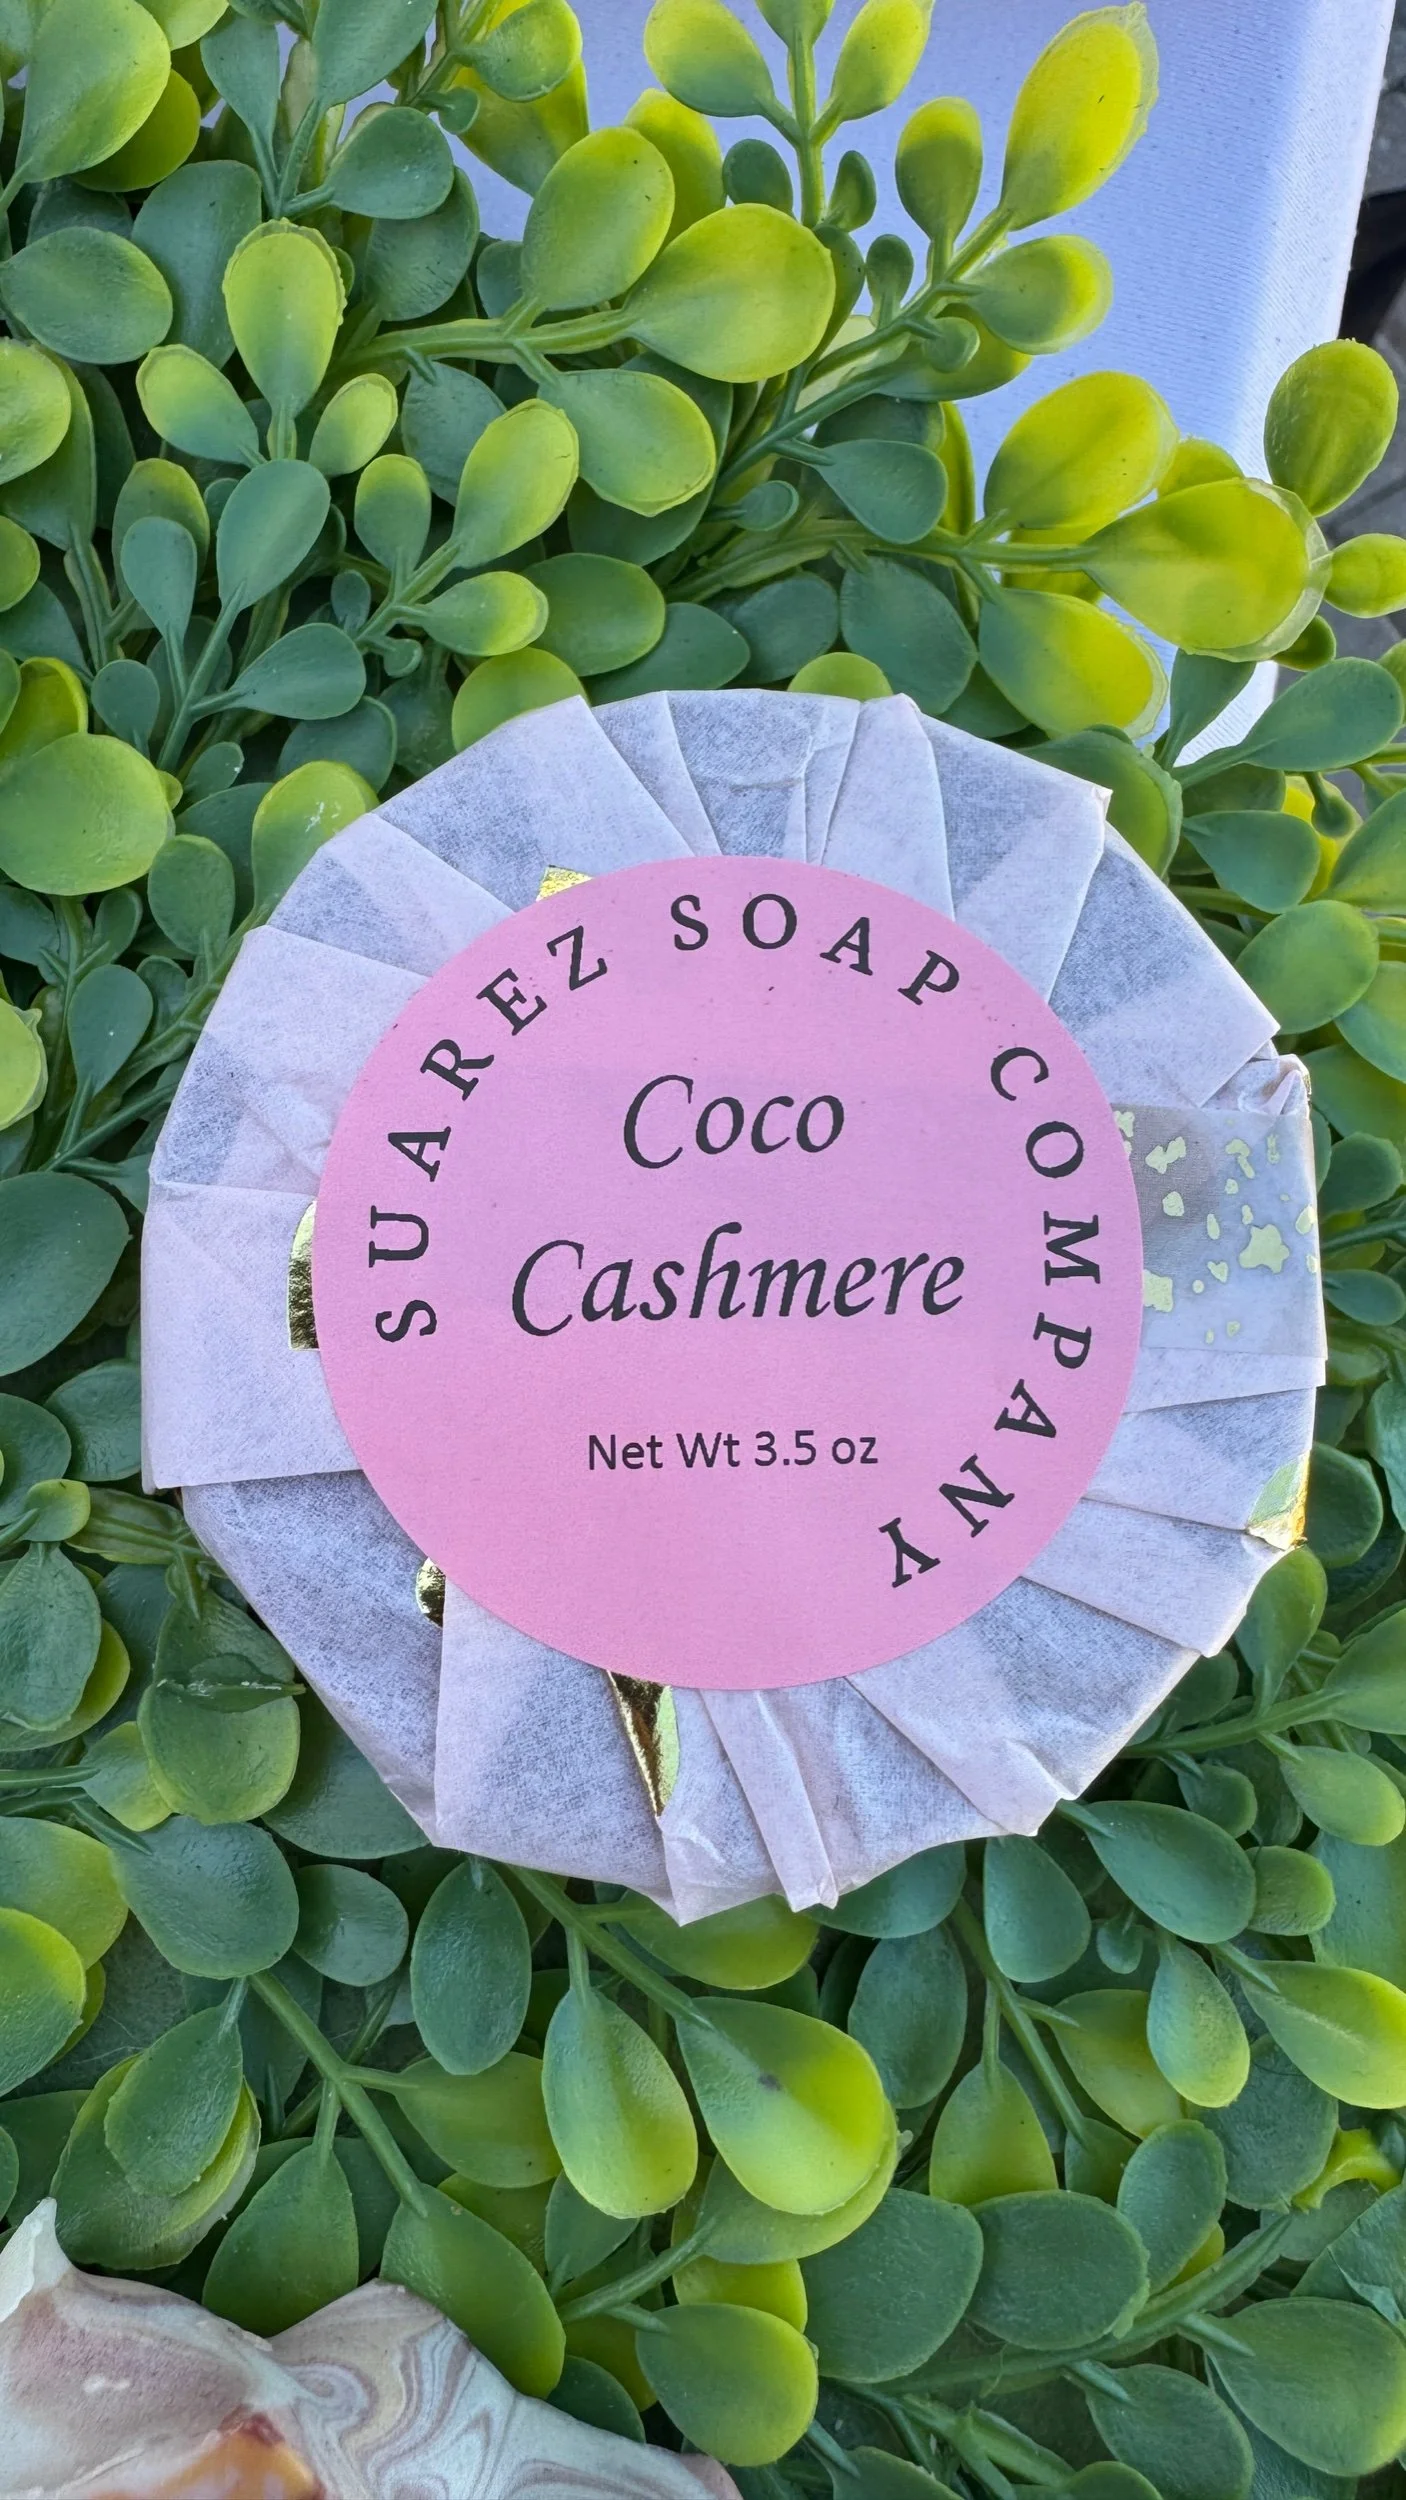 SUAREZ SOAP COMPANY
Coco
Cashmere
Net Wt 3.5 oz